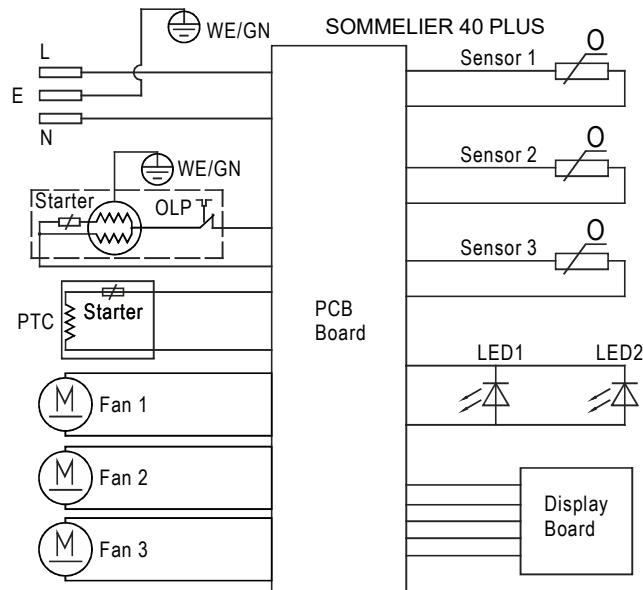 SOMMELIER 40 PLUS
WE/GN
L
E
N
Sensor 1
O
WE/GN
Starter
OLP
Sensor 2
O
Sensor 3
O
PTC
Starter
PCB
Board
LED1
LED2
M
Fan 1
M
Fan 2
M
Fan 3
Display
Board